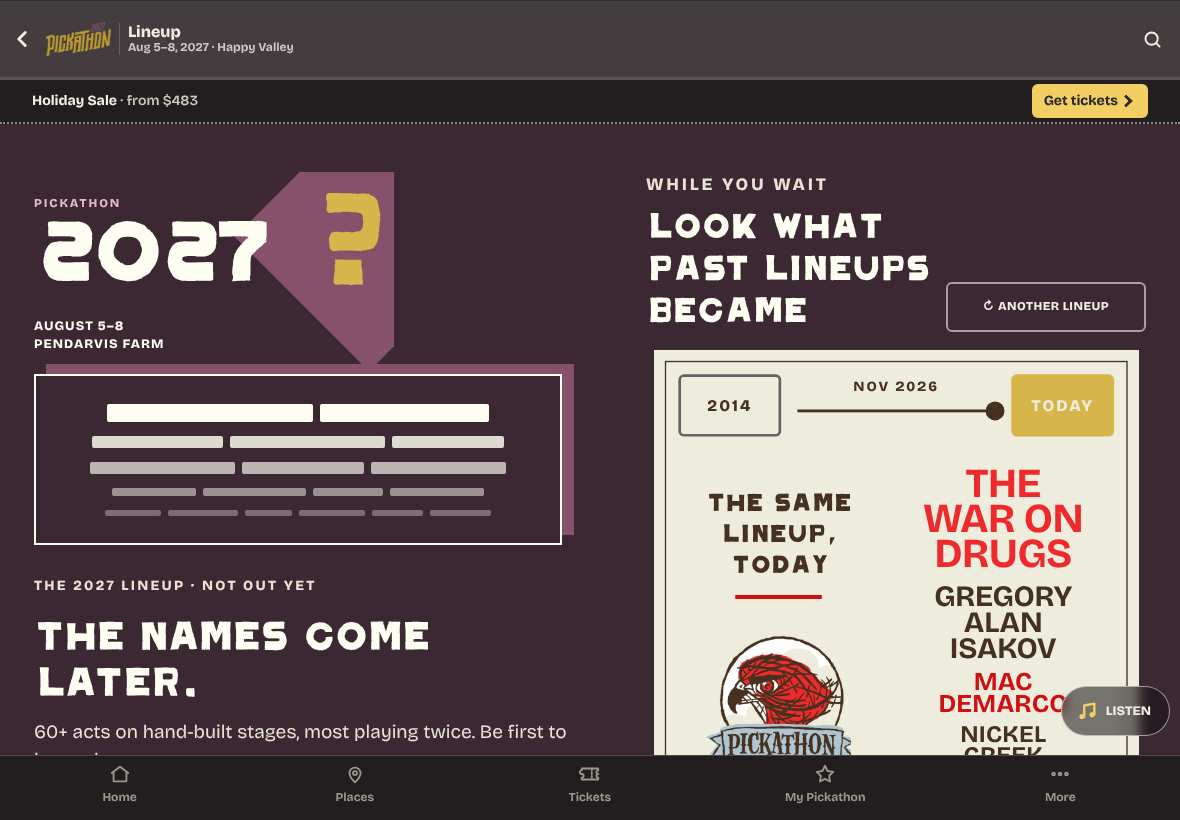 PICKATHON
Lineup
Aug 5–8, 2027 · Happy Valley
Holiday Sale · from $483
Get tickets
PICKATHON
2027
?
AUGUST 5–8
PENDARVIS FARM
THE 2027 LINEUP · NOT OUT YET
THE NAMES COME
LATER.
60+ acts on hand-built stages, most playing twice. Be first to
WHILE YOU WAIT
LOOK WHAT
PAST LINEUPS
BECAME
↻ ANOTHER LINEUP
2014
NOV 2026
TODAY
THE SAME
LINEUP,
TODAY
PICKATHON
THE
WAR ON
DRUGS
GREGORY
ALAN
ISAKOV
MAC
DEMARCO
NICKEL
CREEK
LISTEN
Home
Places
Tickets
My Pickathon
More